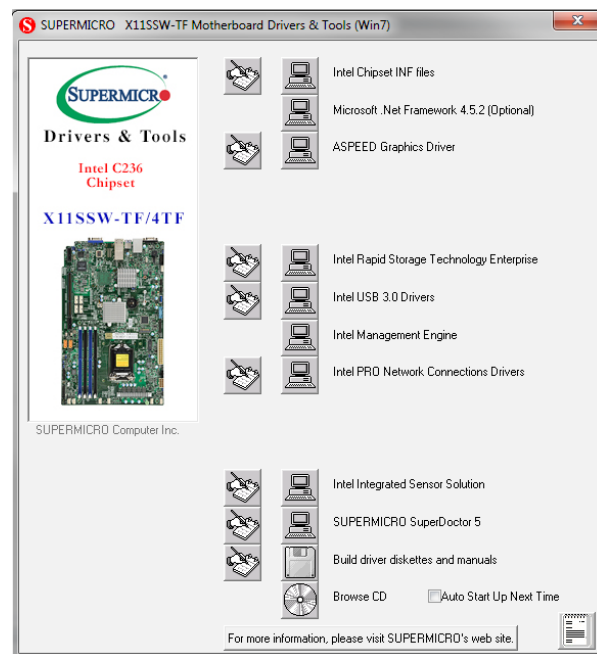 SUPERMICRO X11SSW-TF Motherboard Drivers & Tools (Win7)
SUPERMICR
Drivers & Tools
Intel C236
Chipset
X11SSW-TF/4TF
SUPERMICRO Computer Inc.
Intel Chipset INF files
Microsoft .Net Framework 4.5.2 (Optional)
ASPEED Graphics Driver
Intel Rapid Storage Technology Enterprise
Intel USB 3.0 Drivers
Intel Management Engine
Intel PRO Network Connections Drivers
Intel Integrated Sensor Solution
SUPERMICRO SuperDoctor 5
Build driver diskettes and manuals
Browse CD Auto Start Up Next Time
For more information, please visit SUPERMICRO's web site.